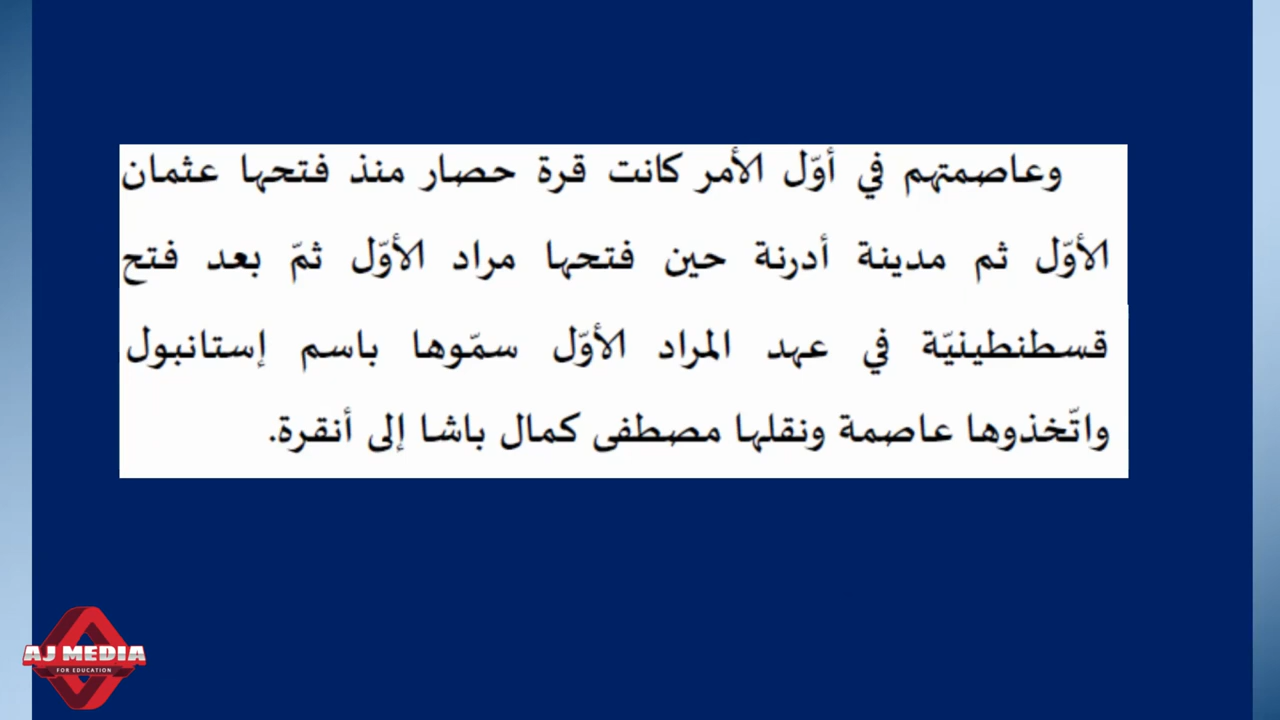 وعاصمتهم في أوّل الأمر كانت قرة حصار منذ فتحها عثمان
الأوّل ثم مدينة أدرنة حين فتحها مراد الأوّل ثمّ بعد فتح
قسطنطينيّة في عهد المراد الأوّل سمّوها باسم إستانبول
واتّخذوها عاصمة ونقلها مصطفى كمال باشا إلى أنقرة.
AJ MEDIA
FOR EDUCATION